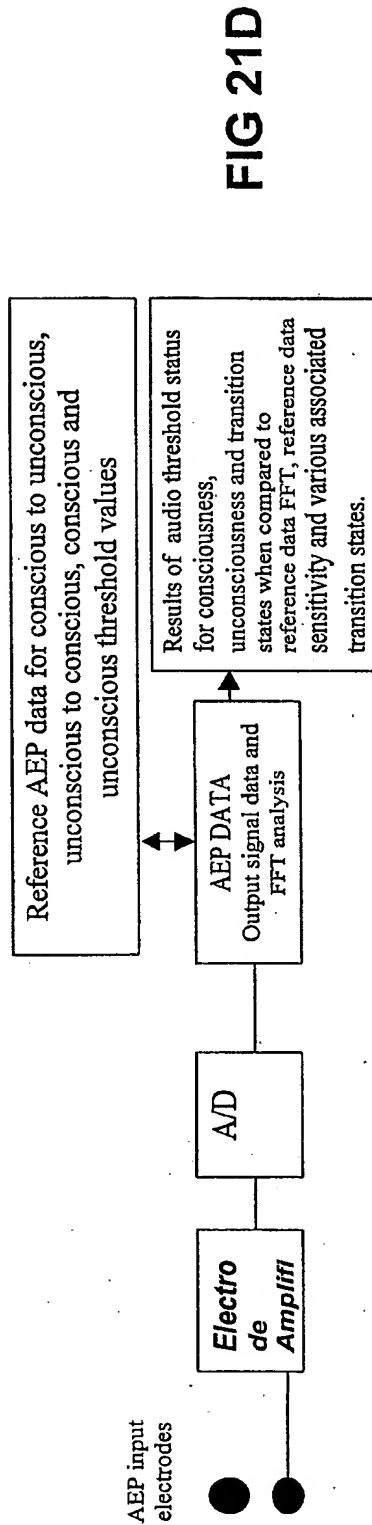 AEP input
electrodes
Electro
de
Amplifi
A/D
AEP DATA
Output signal data and
FFT analysis
Reference AEP data for conscious to unconscious,
unconscious to conscious, conscious and
unconscious threshold values
Results of audio threshold status
for consciousness,
unconsciousness and transition
states when compared to
reference data FFT, reference data
sensitivity and various associated
transition states.
FIG 21D